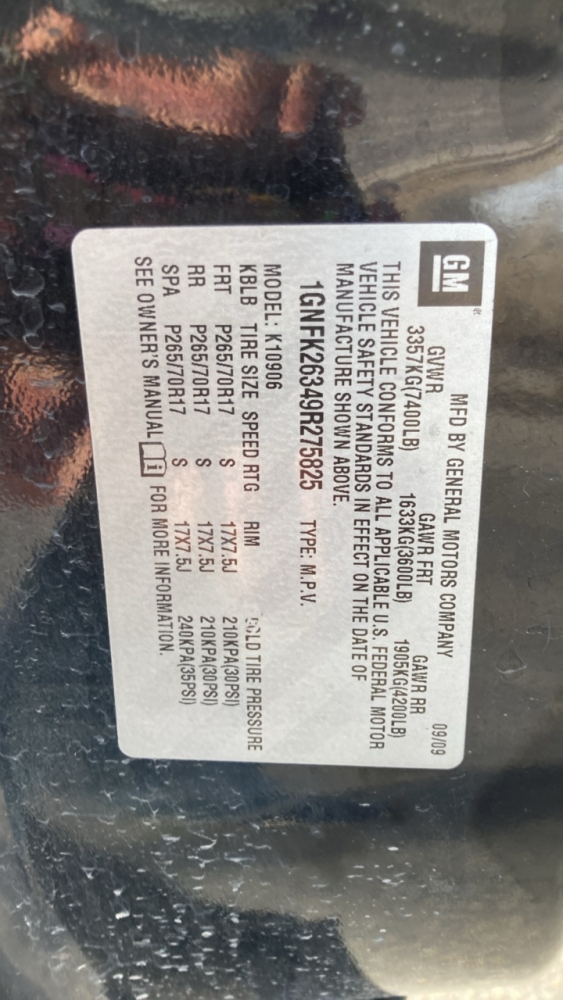 GM®
MFD BY GENERAL MOTORS COMPANY 09/09
GVWR GAWR FRT GAWR RR
3357KG(7400LB) 1633KG(3600LB) 1905KG(4200LB)
THIS VEHICLE CONFORMS TO ALL APPLICABLE U.S. FEDERAL MOTOR
VEHICLE SAFETY STANDARDS IN EFFECT ON THE DATE OF
MANUFACTURE SHOWN ABOVE.
1GNFK26349R275825 TYPE: M.P.V.
MODEL: K10906
KBLB TIRE SIZE SPEED RTG RIM COLD TIRE PRESSURE
FRT P265/70R17 S 17X7.5J 210KPA(30PSI)
RR P265/70R17 S 17X7.5J 210KPA(30PSI)
SPA P265/70R17 S 17X7.5J 240KPA(35PSI)
SEE OWNER'S MANUAL FOR MORE INFORMATION.